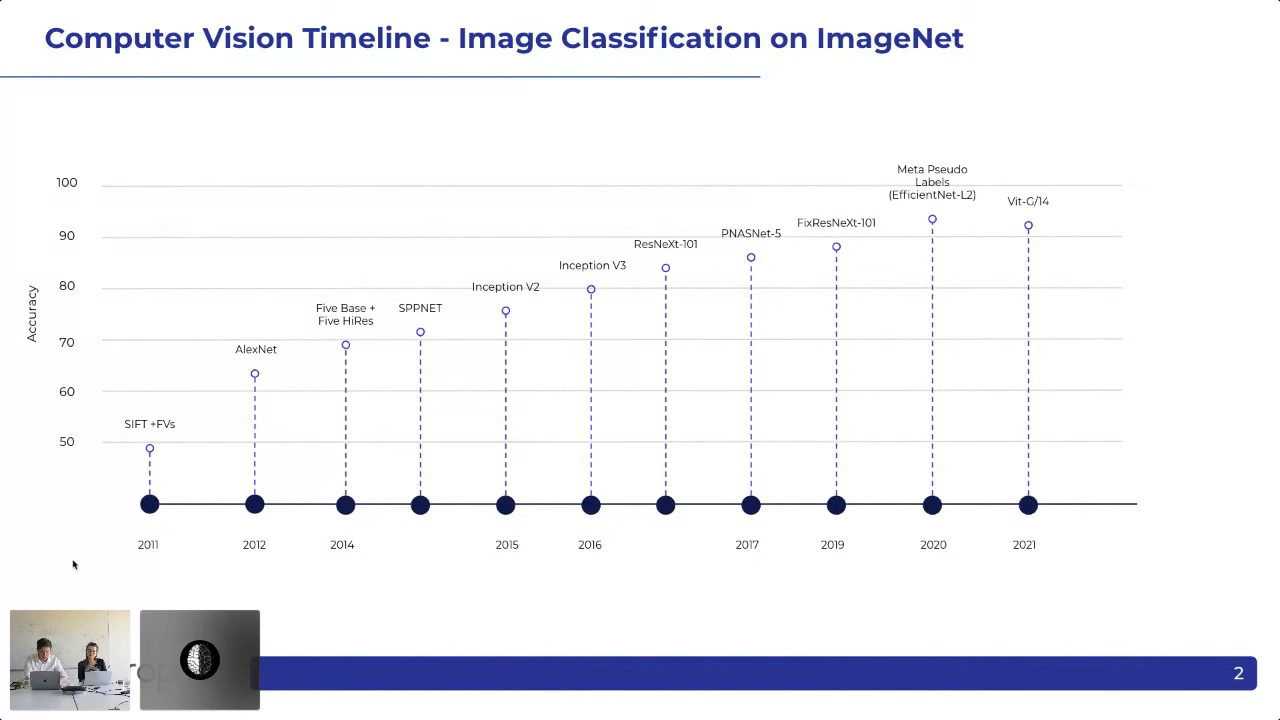 Computer Vision Timeline - Image Classification on ImageNet
100
90
80
70
60
50
Accuracy
SIFT +FVs
AlexNet
Five Base +
Five HiRes
SPPNET
Inception V2
Inception V3
ResNeXt-101
PNASNet-5
FixResNeXt-101
Meta Pseudo
Labels
(EfficientNet-L2)
Vit-G/14
2011
2012
2014
2015
2016
2017
2019
2020
2021
2